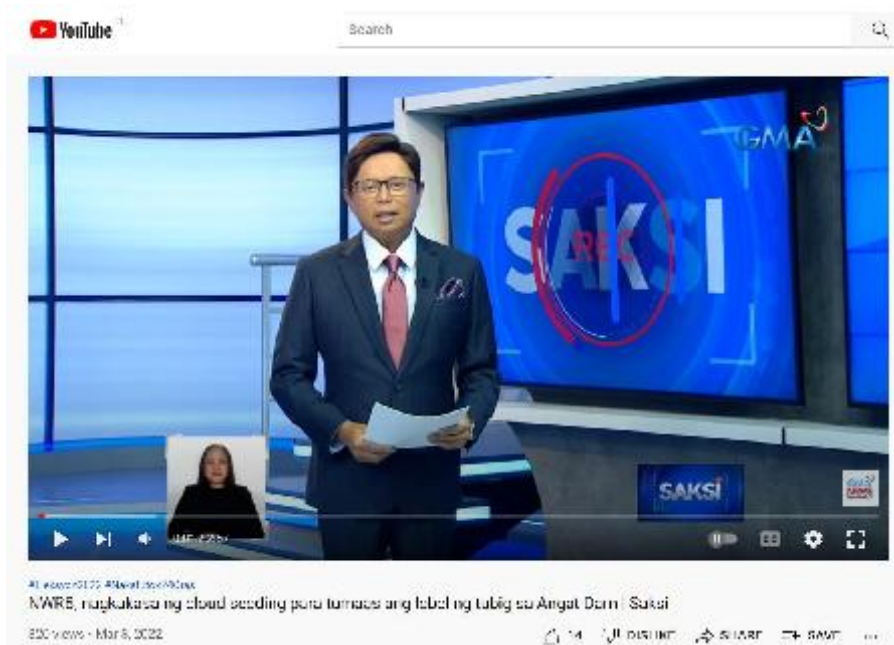 YouTube
Search
GMA
SAKSI
REC
SAKSI
NWRB, nagkakasa ng cloud seeding para tumaas ang lebel ng tubig sa Angat Dam | Saksi
views • Mar 8, 2022
14 DISLIKE SHARE SAVE